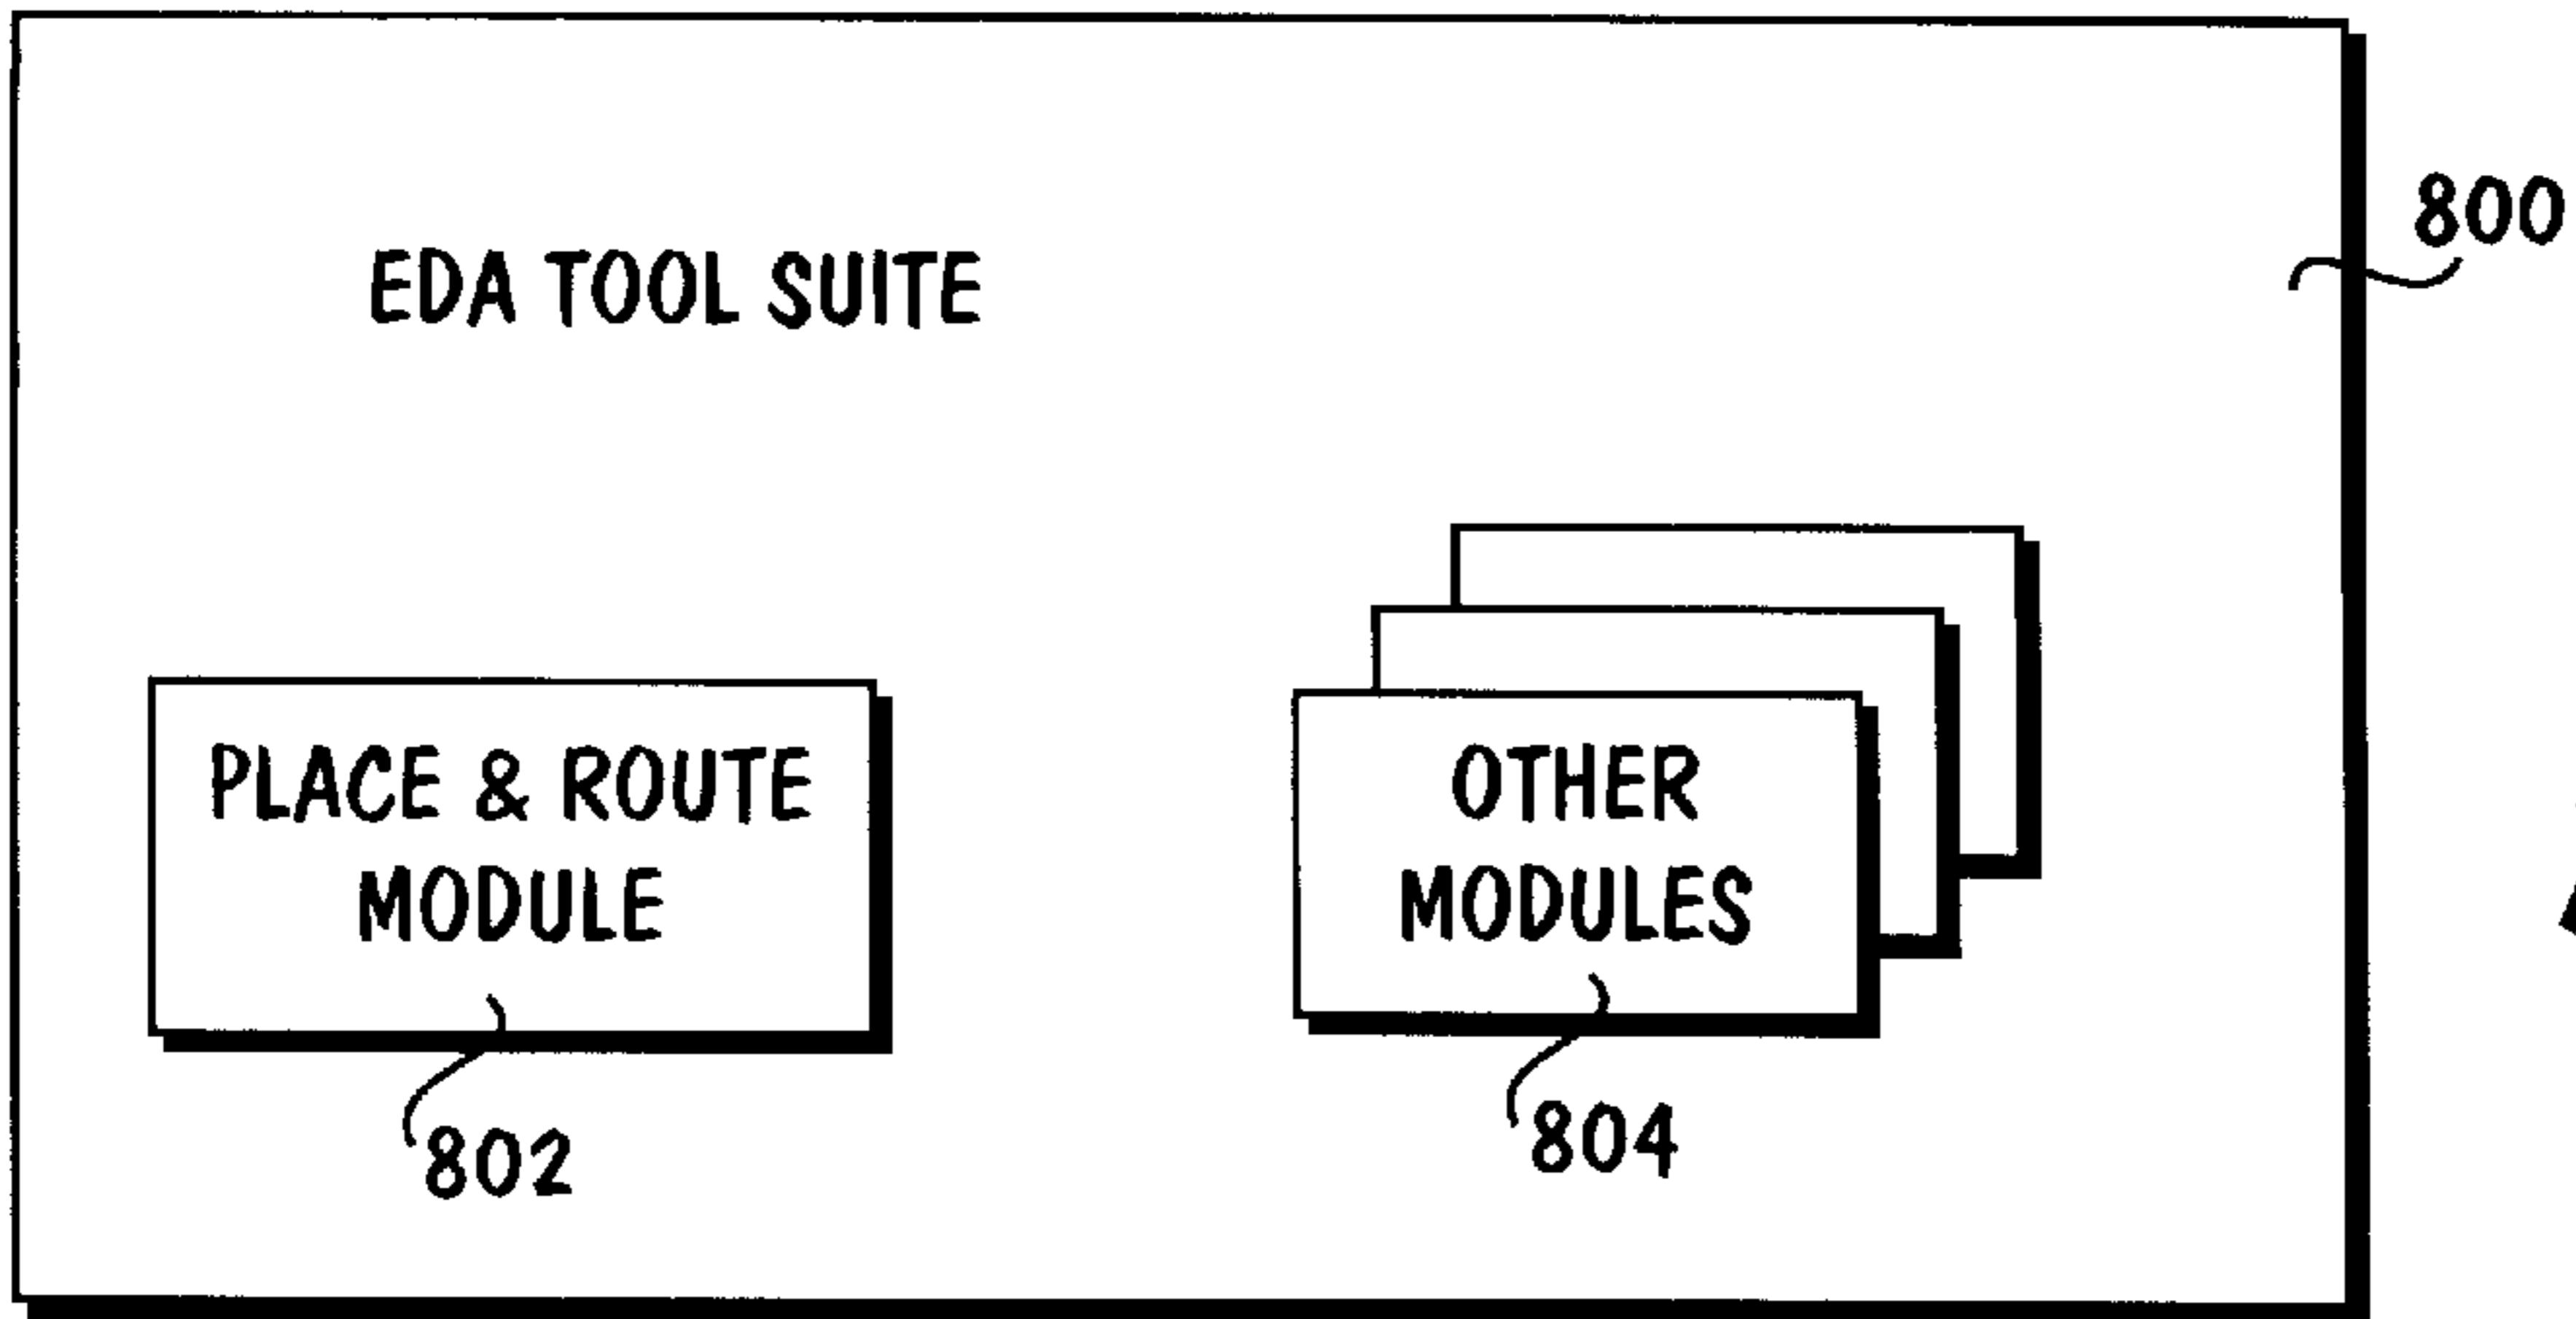 800
EDA TOOL SUITE
PLACE & ROUTE
MODULE
OTHER
MODULES
802
804